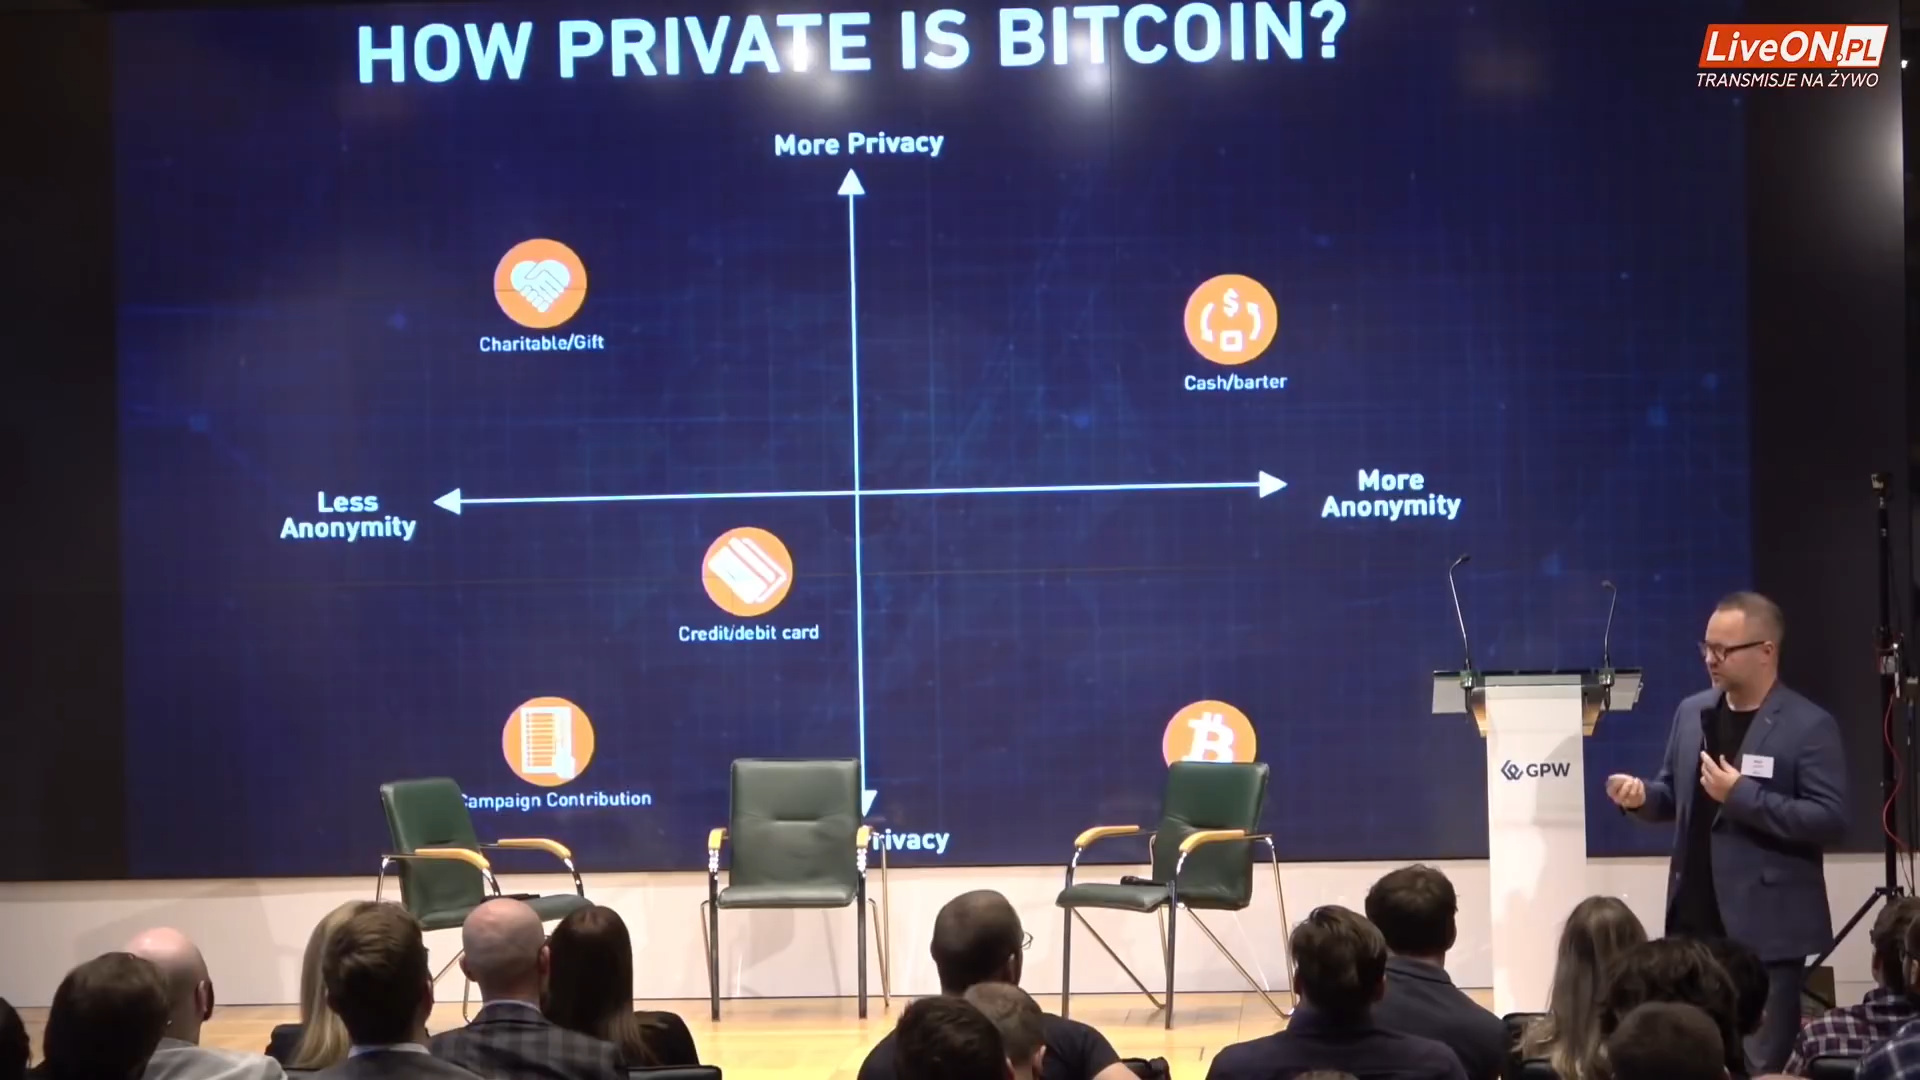 HOW PRIVATE IS BITCOIN?
LiveON.PL
TRANSMISJE NA ŻYWO
More Privacy
Charitable/Gift
Cash/barter
Less
Anonymity
More
Anonymity
Credit/debit card
Campaign Contribution
Privacy
GPW